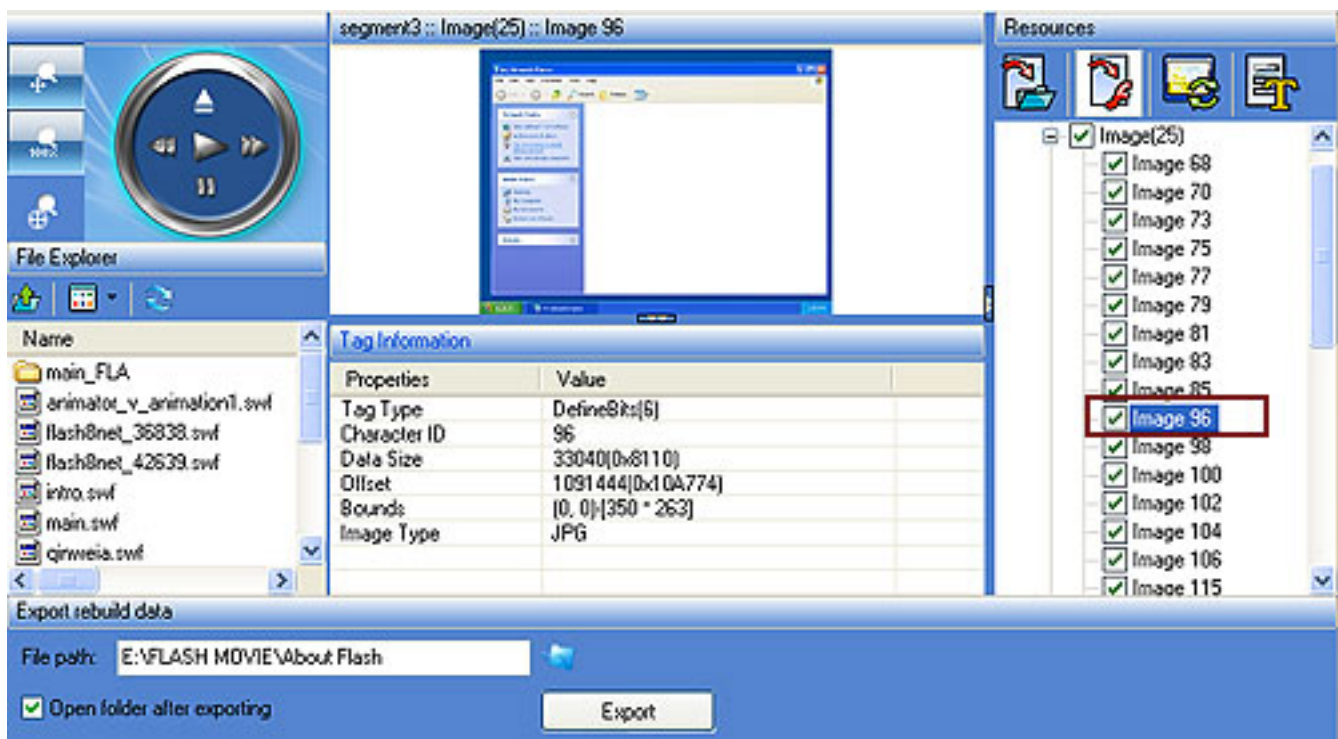 segment3 :: Image(25) :: Image 96
Resources
100%
File Explorer
Name
main_FLA
animator_v_animation1.swf
flash8net_36838.swf
flash8net_42639.swf
intro.swf
main.swf
qinweia.swf
Tag Information
Properties Value
Tag Type DefineBits(6)
Character ID 96
Data Size 33040(0x8110)
Offset 1091444(0x10A774)
Bounds (0, 0)-[350 * 263]
Image Type JPG
Image(25)
Image 68
Image 70
Image 73
Image 75
Image 77
Image 79
Image 81
Image 83
Image 85
Image 96
Image 98
Image 100
Image 102
Image 104
Image 106
Image 115
Export rebuild data
File path: E:\FLASH MOVIE\About Flash
Open folder after exporting
Export